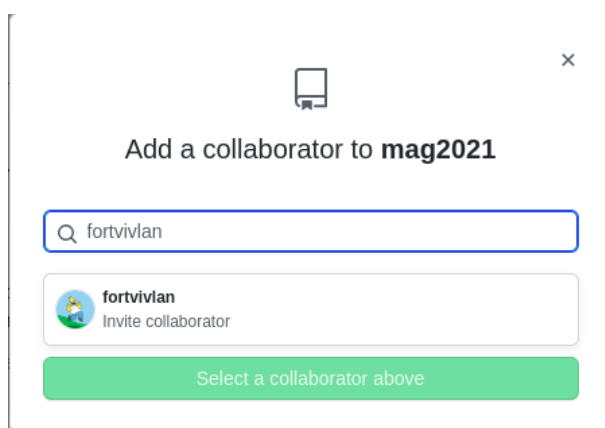 Add a collaborator to mag2021
fortvivlan
fortvivlan
Invite collaborator
Select a collaborator above